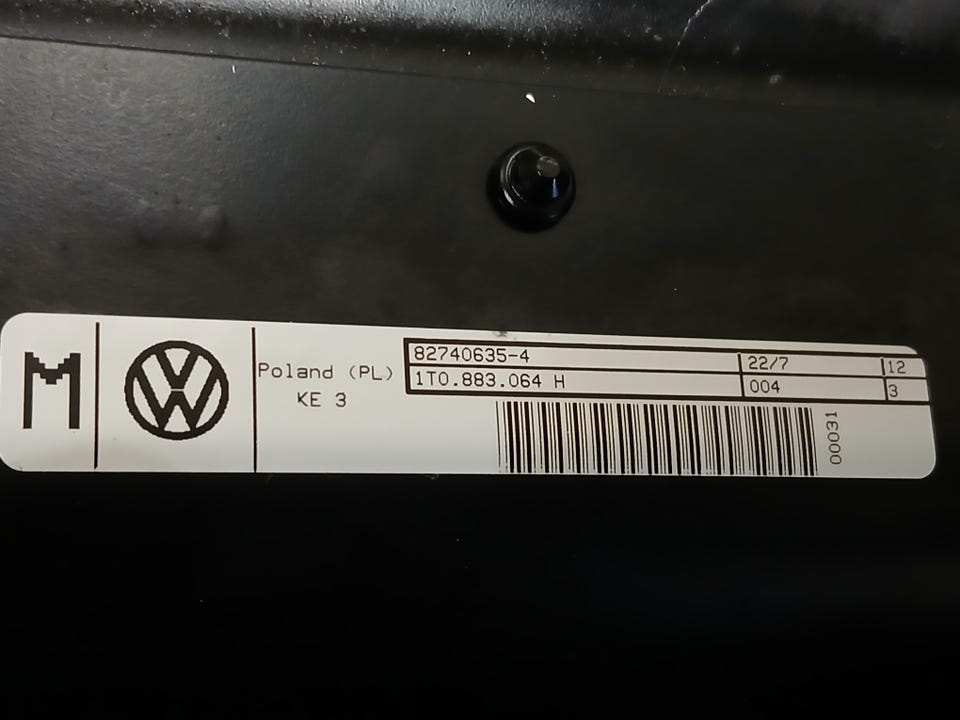 M
Poland (PL)
KE 3
82740635-4 22/7 12
1T0.883.064 H 004 3
00031